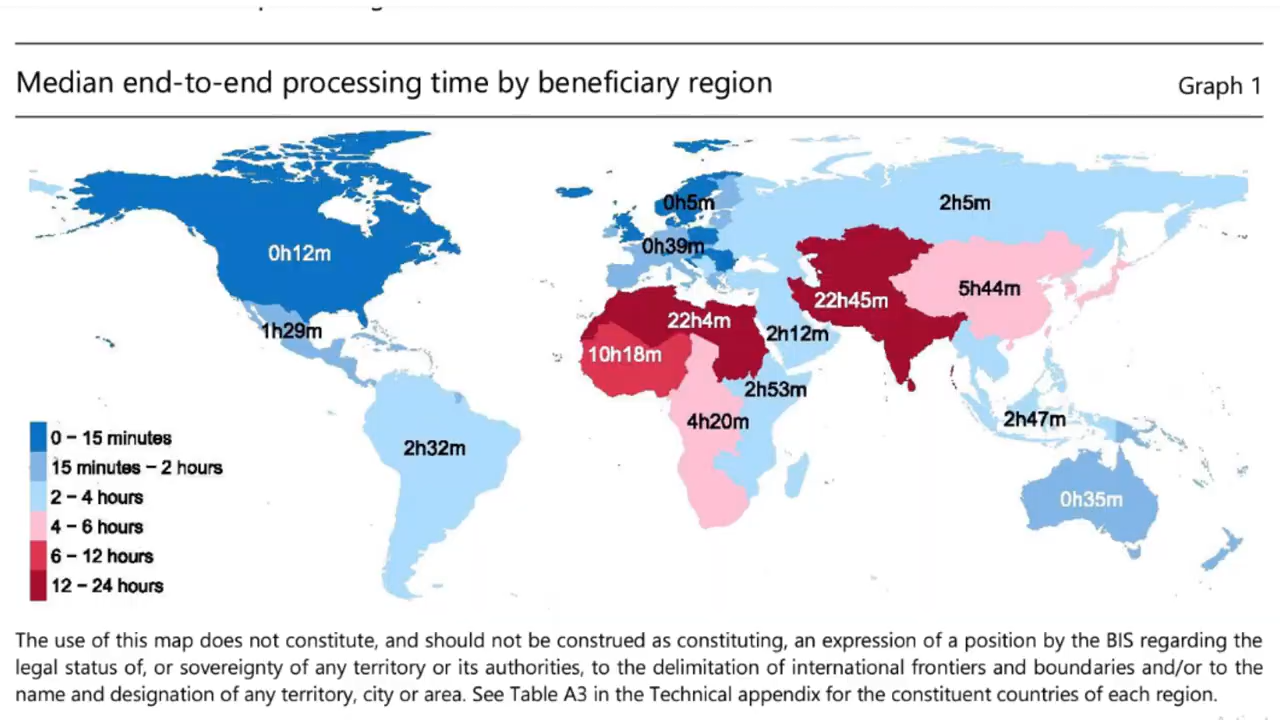 Median end-to-end processing time by beneficiary region
Graph 1
0h5m
2h5m
0h39m
0h12m
5h44m
22h45m
22h4m
1h29m
2h12m
10h18m
2h53m
4h20m
2h47m
2h32m
0h35m
0 – 15 minutes
15 minutes – 2 hours
2 – 4 hours
4 – 6 hours
6 – 12 hours
12 – 24 hours
The use of this map does not constitute, and should not be construed as constituting, an expression of a position by the BIS regarding the
legal status of, or sovereignty of any territory or its authorities, to the delimitation of international frontiers and boundaries and/or to the
name and designation of any territory, city or area. See Table A3 in the Technical appendix for the constituent countries of each region.